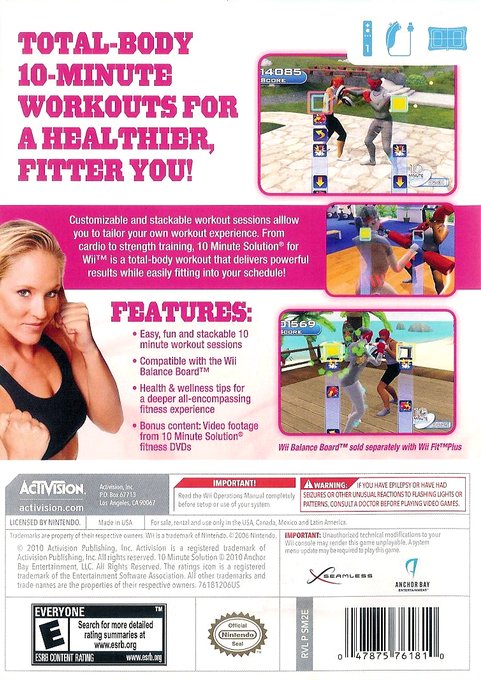 1
TOTAL-BODY
10-MINUTE
WORKOUTS FOR
A HEALTHIER,
FITTER YOU!
14085
SCORE
Customizable and stackable workout sessions alllow
you to tailor your own workout experience. From
cardio to strength training, 10 Minute Solution® for
Wii™ is a total-body workout that delivers powerful
results while easily fitting into your schedule!
FEATURES:
• Easy, fun and stackable 10
minute workout sessions
• Compatible with the Wii
Balance Board™
• Health & wellness tips for
a deeper all-encompassing
fitness experience
• Bonus content: Video footage
from 10 Minute Solution®
fitness DVDs
01569
SCORE
Wii Balance Board™ sold separately with Wii Fit™Plus
ACTIVISION.
activision.com
Activision, Inc.
P.O. Box 67713
Los Angeles, CA 90067
IMPORTANT!
Read the Wii Operations Manual completely
before setup or use of your system.
WARNING: IF YOU HAVE EPILEPSY OR HAVE HAD
SEIZURES OR OTHER UNUSUAL REACTIONS TO FLASHING LIGHTS OR
PATTERNS, CONSULT A DOCTOR BEFORE PLAYING VIDEO GAMES.
LICENSED BY NINTENDO.
Made in USA
For sale, rental and use only in the USA, Canada, Mexico and Latin America.
Trademarks are property of their respective owners. Wii is a trademark of Nintendo. © 2006 Nintendo.
© 2010 Activision Publishing, Inc. Activision is a registered trademark of
Activision Publishing, Inc. All rights reserved. 10 Minute Solution © 2010 Anchor
Bay Entertainment, LLC. All Rights Reserved. The ratings icon is a registered
trademark of the Entertainment Software Association. All other trademarks and
trade names are the properties of their respective owners. 76181206US
IMPORTANT: Unauthorized technical modifications to your
Wii console may render this game unplayable. A system
menu update may be required to play this game.
XSEAMLESS
ANCHOR BAY
ENTERTAINMENT
EVERYONE
™
E
®
ESRB CONTENT RATING
Search for more detailed
rating summaries at
www.esrb.org
www.esrb.org
Official
Nintendo
Seal
RVL P SM2E
0 47875 76181 0